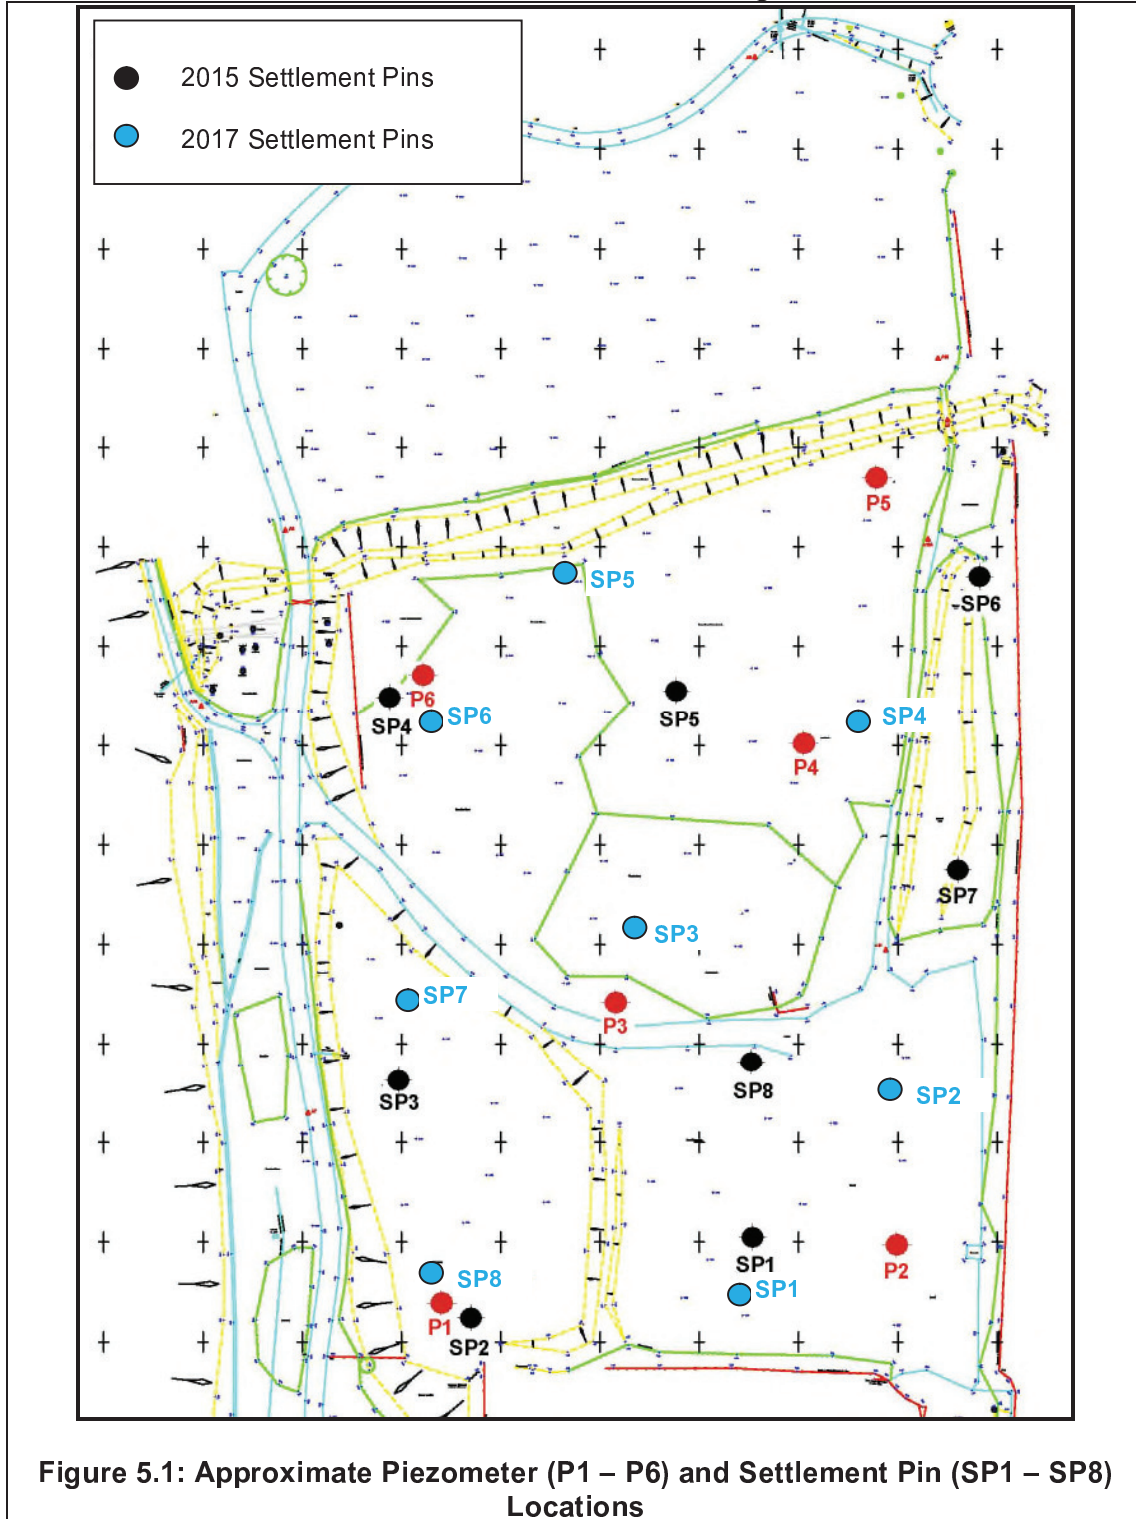 2015 Settlement Pins
2017 Settlement Pins
P5
SP5
SP6
P6
SP4
SP6
SP5
SP4
P4
SP7
SP3
SP7
P3
SP3
SP8
SP2
SP1
P2
SP8
SP1
P1
SP2
Figure 5.1: Approximate Piezometer (P1 – P6) and Settlement Pin (SP1 – SP8)
Locations